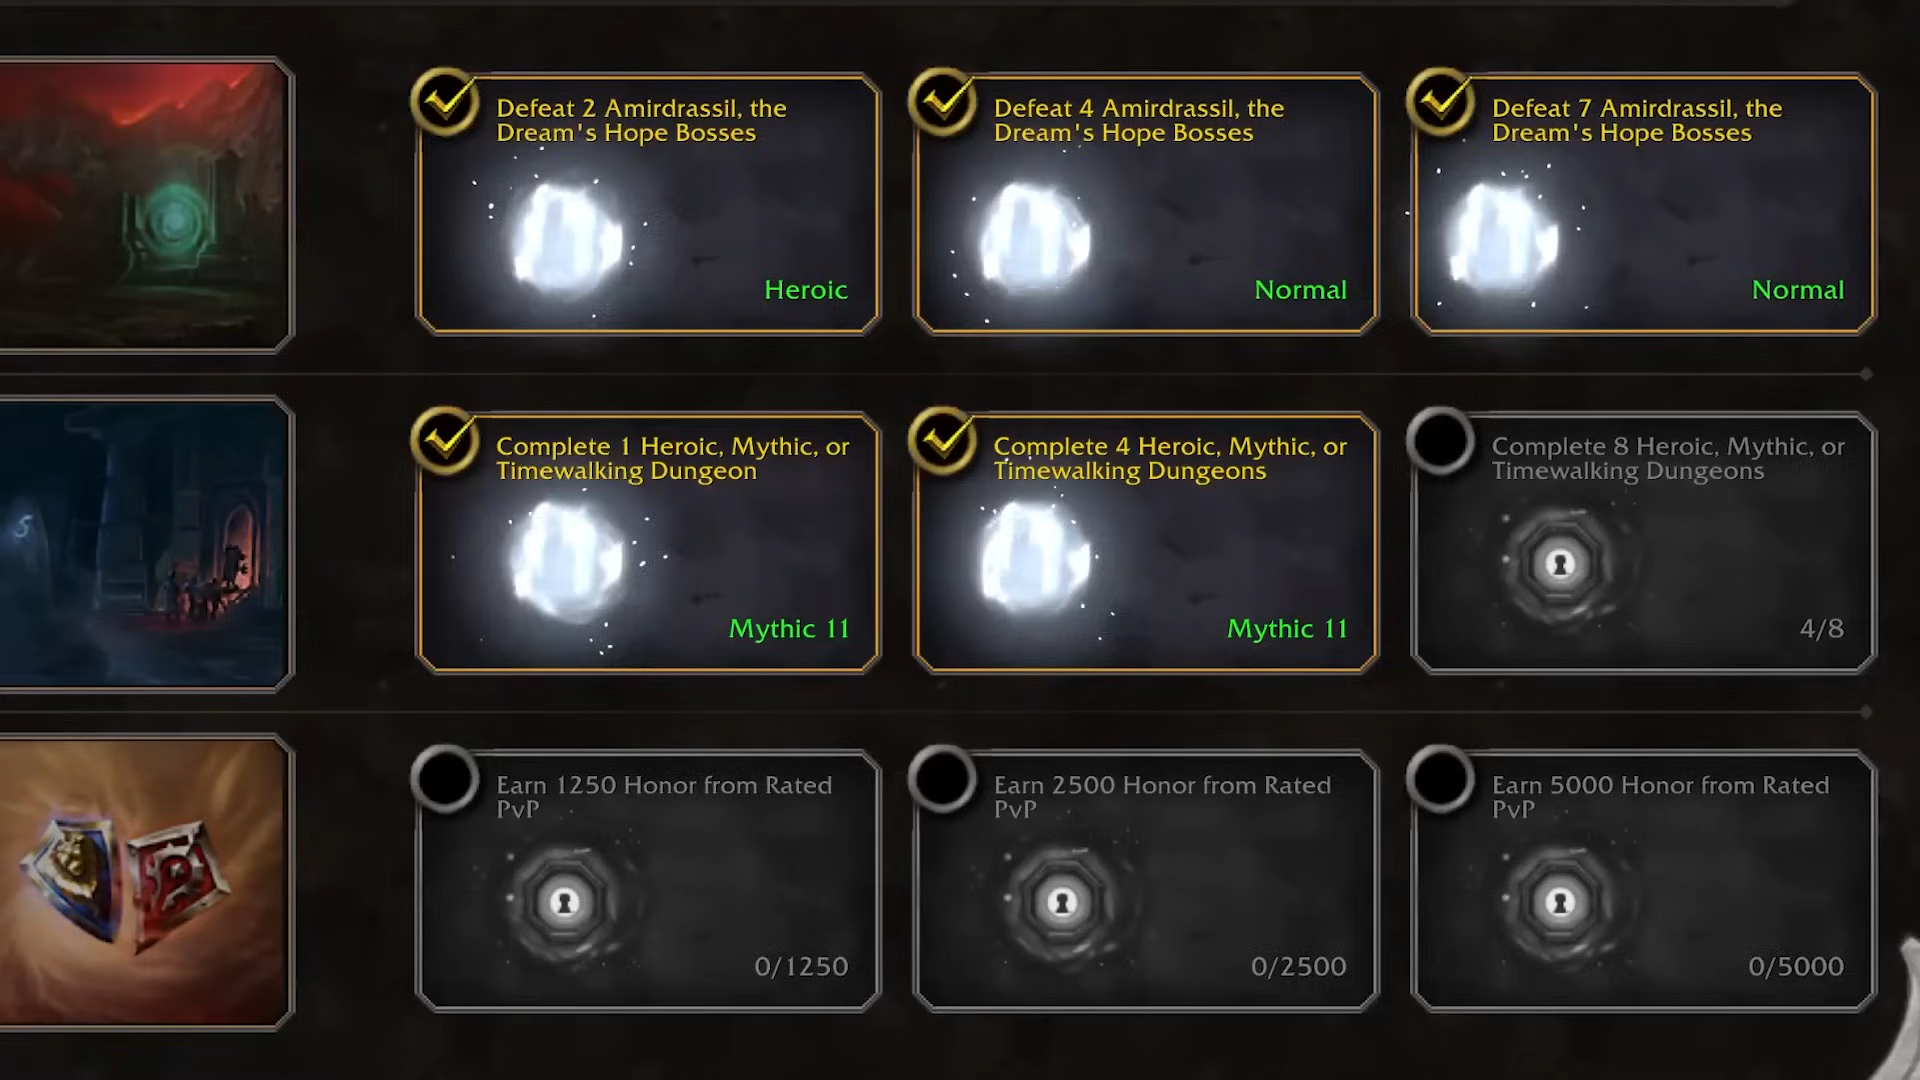 Defeat 2 Amirdrassil, the
Dream's Hope Bosses
Heroic
Defeat 4 Amirdrassil, the
Dream's Hope Bosses
Normal
Defeat 7 Amirdrassil, the
Dream's Hope Bosses
Normal
Complete 1 Heroic, Mythic, or
Timewalking Dungeon
Mythic 11
Complete 4 Heroic, Mythic, or
Timewalking Dungeons
Mythic 11
Complete 8 Heroic, Mythic, or
Timewalking Dungeons
4/8
Earn 1250 Honor from Rated
PvP
0/1250
Earn 2500 Honor from Rated
PvP
0/2500
Earn 5000 Honor from Rated
PvP
0/5000